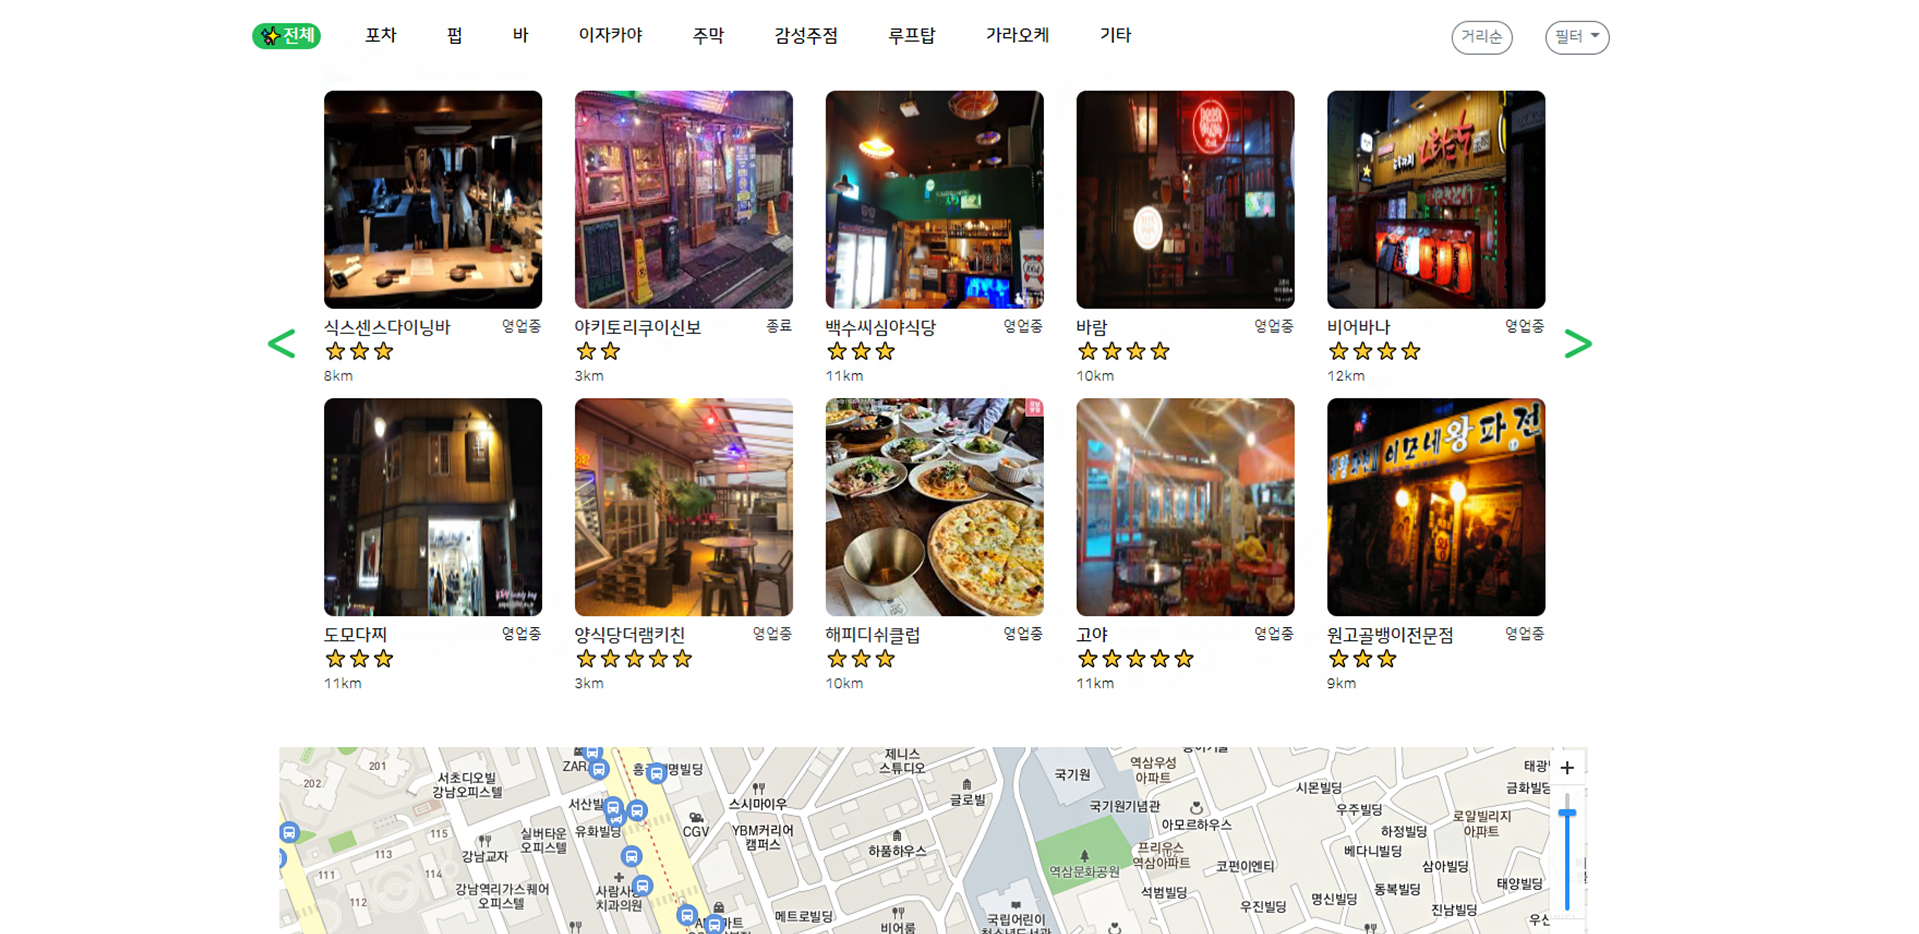 전체
포차
펍
바
이자카야
주막
감성주점
루프탑
가라오케
기타
거리순
필터
식스센스다이닝바 영업중
8km
야키토리쿠이신보 종료
3km
백수씨심야식당 영업중
11km
바람 영업중
10km
비어바나 영업중
12km
<
>
이모네왕파전
도모다찌 영업중
11km
양식당더램키친 영업중
3km
해피디쉬클럽 영업중
10km
고야 영업중
11km
원고골뱅이전문점 영업중
9km
202
201
서초디오빌
강남오피스텔
ZARA
제니스
스튜디오
국기원
역삼우성
아파트
시몬빌딩
금화빌딩
글로빌
스시마이우
국기원기념관
우주빌딩
로얄빌리지
아파트
아모르하우스
하정빌딩
115
실버타운
오피스텔
유화빌딩
CGV
YBM커리어
캠퍼스
하품하우스
베다니빌딩
113
강남교자
프리우스
역삼아파트
코펀이엔티
삼아빌딩
역삼문화공원
111
114
동복빌딩
태양빌딩
112
강남역리가스퀘어
오피스텔
치과의원
석범빌딩
명신빌딩
우진빌딩
진남빌딩
메트로빌딩
비어룸
국립어린이
청소년도서관
+